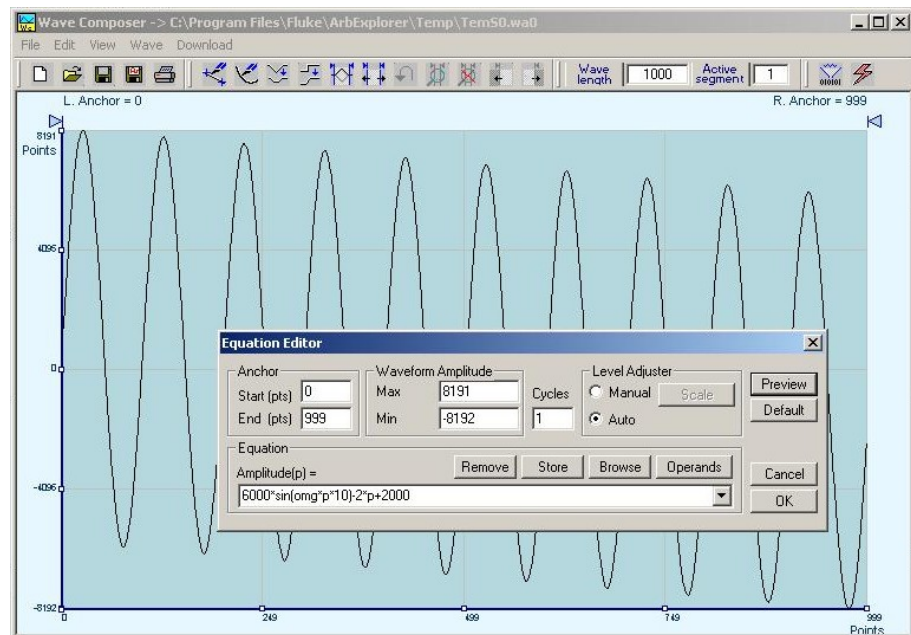 Wave Composer -> C:\Program Files\Fluke\ArbExplorer\Temp\TemS0.wa0
File Edit View Wave Download
Wave length 1000 Active segment 1
010101
L. Anchor = 0 R. Anchor = 999
8191
Points
4095
0
-4096
-8192
0 249 499 749 999
Points
Equation Editor
Anchor
Start (pts) 0
End (pts) 999
Waveform Amplitude
Max 8191
Min -8192
Cycles
1
Level Adjuster
Manual Scale
Auto
Preview
Default
Equation
Amplitude(p) =
Remove Store Browse Operands
6000*sin(omg*p*10)-2*p+2000
Cancel
OK